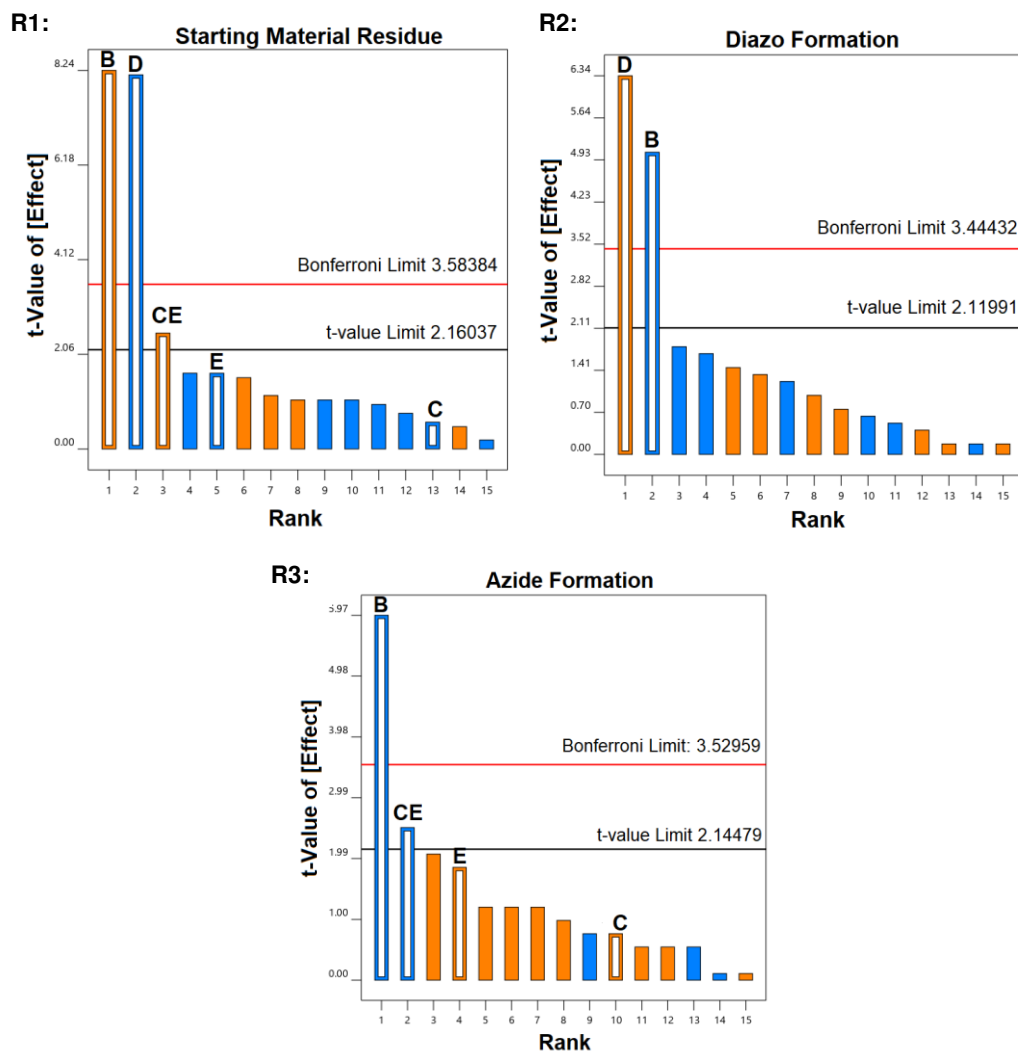 R1:
Starting Material Residue
t-Value of [Effect]
8.24
6.18
4.12
2.06
0.00
B
D
CE
E
C
Bonferroni Limit 3.58384
t-value Limit 2.16037
1 2 3 4 5 6 7 8 9 10 11 12 13 14 15
Rank
R2:
Diazo Formation
t-Value of [Effect]
6.34
5.64
4.93
4.23
3.52
2.82
2.11
1.41
0.70
0.00
D
B
Bonferroni Limit 3.44432
t-value Limit 2.11991
1 2 3 4 5 6 7 8 9 10 11 12 13 14 15
Rank
R3:
Azide Formation
t-Value of [Effect]
5.97
4.98
3.98
2.99
1.99
1.00
0.00
B
CE
E
C
Bonferroni Limit: 3.52959
t-value Limit 2.14479
1 2 3 4 5 6 7 8 9 10 11 12 13 14 15
Rank